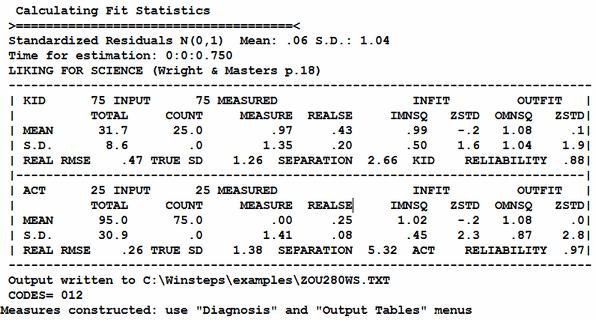 Calculating Fit Statistics
>=====================================<
Standardized Residuals N(0,1)  Mean: .06 S.D.: 1.04
Time for estimation: 0:0:0.750
LIKING FOR SCIENCE (Wright & Masters p.18)
-------------------------------------------------------------------------------
| KID     75 INPUT      75 MEASURED                  INFIT         OUTFIT   |
|          TOTAL     COUNT      MEASURE  REALSE      IMNSQ  ZSTD  OMNSQ  ZSTD|
| MEAN      31.7      25.0          .97     .43        .99   -.2   1.08    .1|
| S.D.       8.6        .0         1.35     .20        .50   1.6   1.04   1.9|
| REAL RMSE    .47 TRUE SD    1.26  SEPARATION  2.66  KID    RELIABILITY  .88|
|-----------------------------------------------------------------------------
| ACT     25 INPUT      25 MEASURED                  INFIT         OUTFIT   |
|          TOTAL     COUNT      MEASURE  REALSE      IMNSQ  ZSTD  OMNSQ  ZSTD|
| MEAN      95.0      75.0          .00     .25       1.02   -.2   1.08    .0|
| S.D.      30.9        .0         1.41     .08        .45   2.3    .87   2.8|
| REAL RMSE    .26 TRUE SD    1.38  SEPARATION  5.32  ACT    RELIABILITY  .97|
-------------------------------------------------------------------------------
Output written to C:\Winsteps\examples\ZOU280WS.TXT
CODES= 012
Measures constructed: use "Diagnosis" and "Output Tables" menus